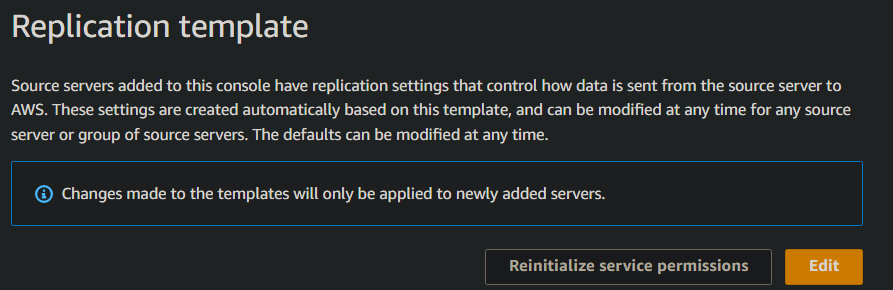 Replication template
Source servers added to this console have replication settings that control how data is sent from the source server to
AWS. These settings are created automatically based on this template, and can be modified at any time for any source
server or group of source servers. The defaults can be modified at any time.
Changes made to the templates will only be applied to newly added servers.
Reinitialize service permissions
Edit